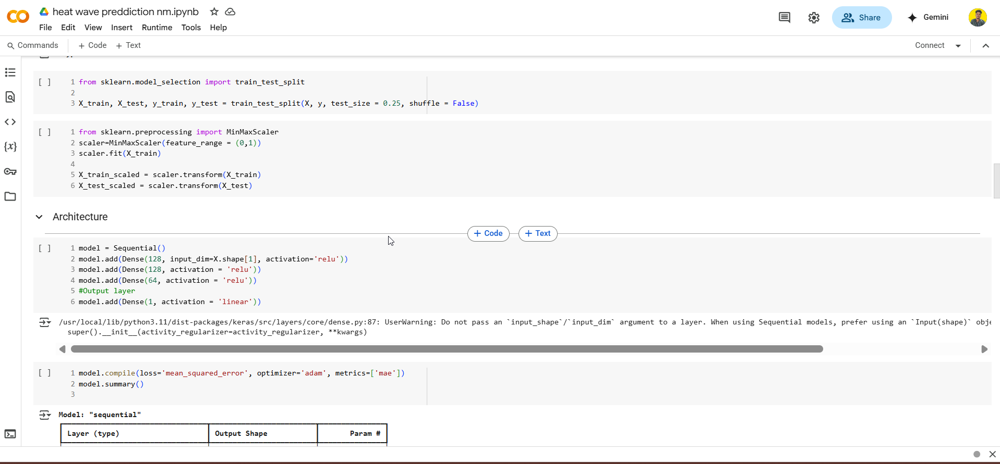 heat wave preddiction nm.ipynb
Share
Gemini
File Edit View Insert Runtime Tools Help
Commands + Code + Text
Connect
[ ] 1 from sklearn.model_selection import train_test_split
2
3 X_train, X_test, y_train, y_test = train_test_split(X, y, test_size = 0.25, shuffle = False)
[ ] 1 from sklearn.preprocessing import MinMaxScaler
2 scaler=MinMaxScaler(feature_range = (0,1))
3 scaler.fit(X_train)
4
5 X_train_scaled = scaler.transform(X_train)
6 X_test_scaled = scaler.transform(X_test)
{x}
Architecture
+ Code + Text
[ ] 1 model = Sequential()
2 model.add(Dense(128, input_dim=X.shape[1], activation='relu'))
3 model.add(Dense(128, activation = 'relu'))
4 model.add(Dense(64, activation = 'relu'))
5 #Output layer
6 model.add(Dense(1, activation = 'linear'))
/usr/local/lib/python3.11/dist-packages/keras/src/layers/core/dense.py:87: UserWarning: Do not pass an `input_shape`/`input_dim` argument to a layer. When using Sequential models, prefer using an `Input(shape)` obje
super().__init__(activity_regularizer=activity_regularizer, **kwargs)
[ ] 1 model.compile(loss='mean_squared_error', optimizer='adam', metrics=['mae'])
2 model.summary()
3
Model: "sequential"
Layer (type) Output Shape Param #